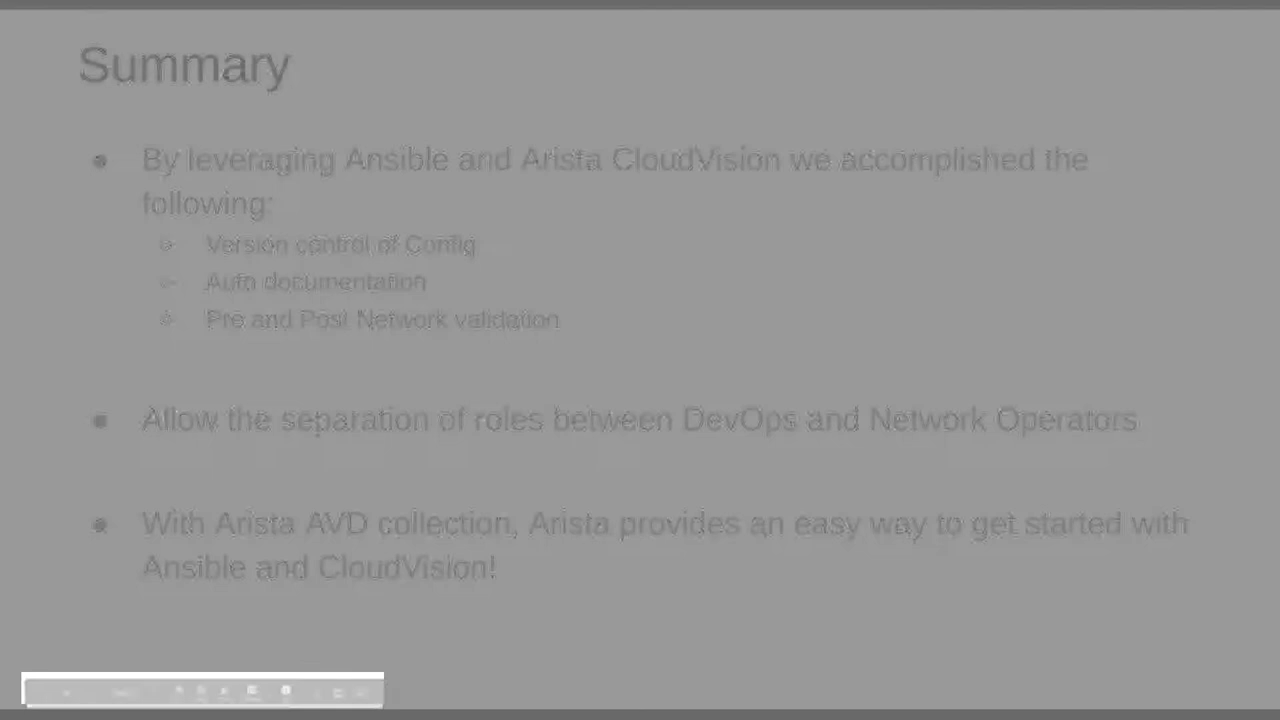 Summary
● By leveraging Ansible and Arista CloudVision we accomplished the
following:
○ Version control of Config
○ Auto documentation
○ Pre and Post Network validation
● Allow the separation of roles between DevOps and Network Operators
● With Arista AVD collection, Arista provides an easy way to get started with
Ansible and CloudVision!